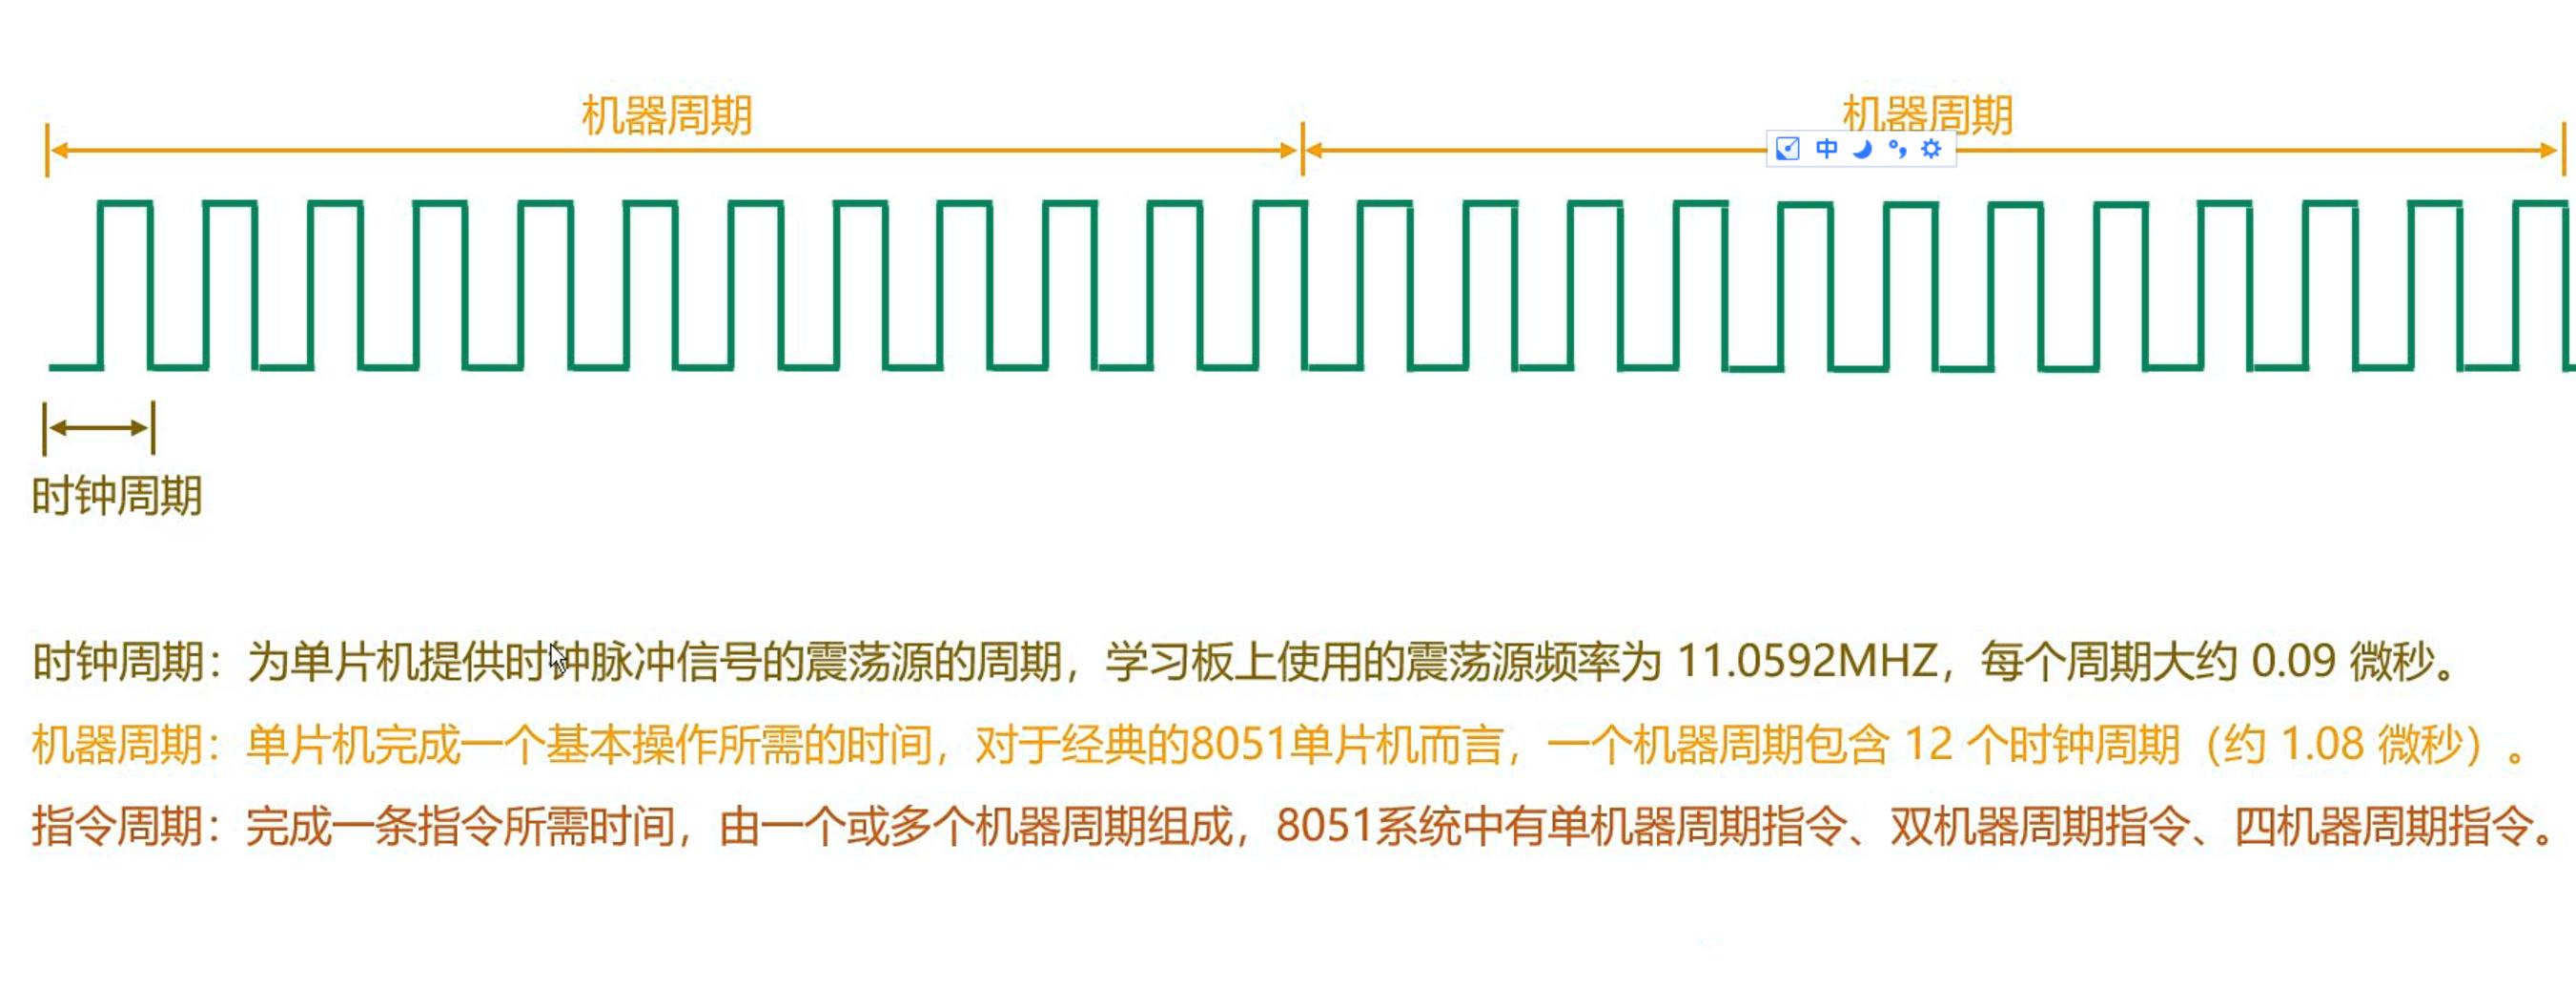 机器周期
机器周期
中
时钟周期
时钟周期：为单片机提供时钟脉冲信号的震荡源的周期，学习板上使用的震荡源频率为 11.0592MHZ，每个周期大约 0.09 微秒。
机器周期：单片机完成一个基本操作所需的时间，对于经典的8051单片机而言，一个机器周期包含 12 个时钟周期（约 1.08 微秒）。
指令周期：完成一条指令所需时间，由一个或多个机器周期组成，8051系统中有单机器周期指令、双机器周期指令、四机器周期指令。